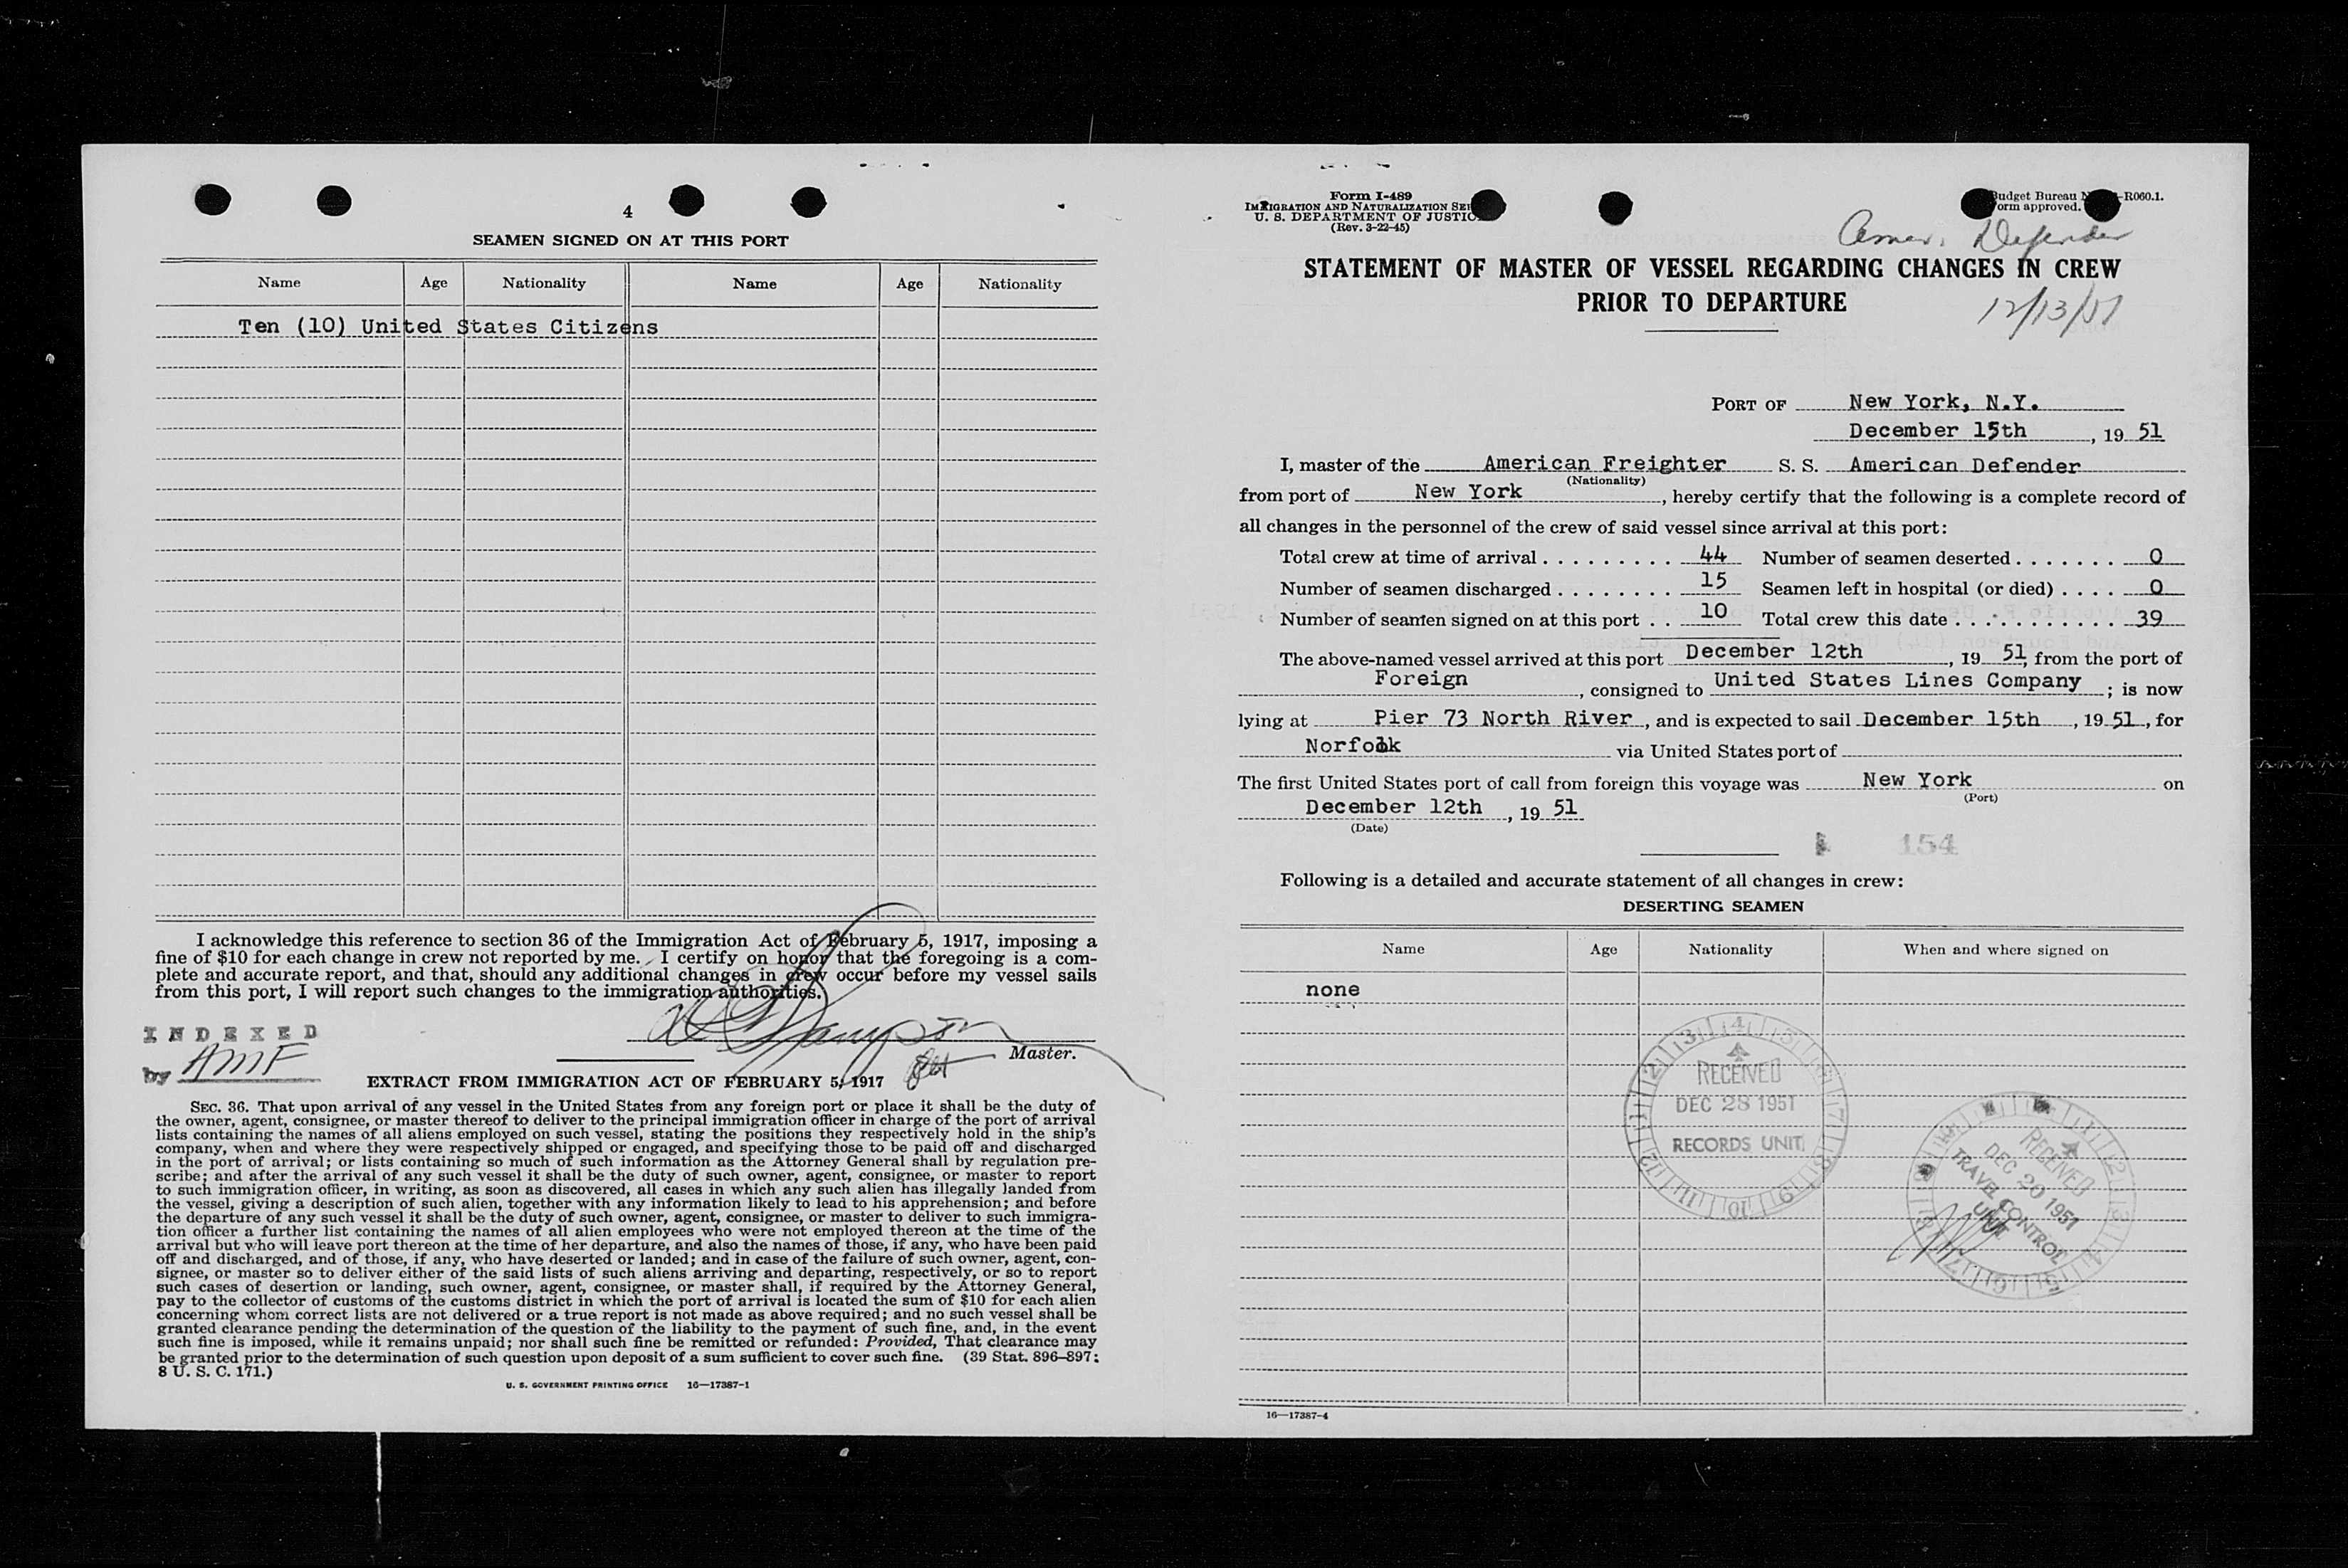 4
SEAMEN SIGNED ON AT THIS PORT
Name Age Nationality Name Age Nationality
Ten (10) United States Citizens
I acknowledge this reference to section 36 of the Immigration Act of February 5, 1917, imposing a
fine of $10 for each change in crew not reported by me. I certify on honor that the foregoing is a com-
plete and accurate report, and that, should any additional changes in crew occur before my vessel sails
from this port, I will report such changes to the immigration authorities.
INDEXED
by AMF
Master.
EXTRACT FROM IMMIGRATION ACT OF FEBRUARY 5, 1917
SEC. 36. That upon arrival of any vessel in the United States from any foreign port or place it shall be the duty of
the owner, agent, consignee, or master thereof to deliver to the principal immigration officer in charge of the port of arrival
lists containing the names of all aliens employed on such vessel, stating the positions they respectively hold in the ship's
company, when and where they were respectively shipped or engaged, and specifying those to be paid off and discharged
in the port of arrival; or lists containing so much of such information as the Attorney General shall by regulation pre-
scribe; and after the arrival of any such vessel it shall be the duty of such owner, agent, consignee, or master to report
to such immigration officer, in writing, as soon as discovered, all cases in which any such alien has illegally landed from
the vessel, giving a description of such alien, together with any information likely to lead to his apprehension; and before
the departure of any such vessel it shall be the duty of such owner, agent, consignee, or master to deliver to such immigra-
tion officer a further list containing the names of all alien employees who were not employed thereon at the time of the
arrival but who will leave port thereon at the time of her departure, and also the names of those, if any, who have been paid
off and discharged, and of those, if any, who have deserted or landed; and in case of the failure of such owner, agent, con-
signee, or master so to deliver either of the said lists of such aliens arriving and departing, respectively, or so to report
such cases of desertion or landing, such owner, agent, consignee, or master shall, if required by the Attorney General,
pay to the collector of customs of the customs district in which the port of arrival is located the sum of $10 for each alien
concerning whom correct lists are not delivered or a true report is not made as above required; and no such vessel shall be
granted clearance pending the determination of the question of the liability to the payment of such fine, and, in the event
such fine is imposed, while it remains unpaid; nor shall such fine be remitted or refunded: Provided, That clearance may
be granted prior to the determination of such question upon deposit of a sum sufficient to cover such fine. (39 Stat. 896–897;
8 U. S. C. 171.)
U. S. GOVERNMENT PRINTING OFFICE 16—17387-1
Form I-489
IMMIGRATION AND NATURALIZATION SE
U. S. DEPARTMENT OF JUSTIC
(Rev. 3-22-45)
Budget Bureau -R060.1.
orm approved.
Amer. Defender
STATEMENT OF MASTER OF VESSEL REGARDING CHANGES IN CREW
PRIOR TO DEPARTURE
12/13/51
PORT OF New York, N.Y.
December 15th, 19 51
I, master of the American Freighter S. S. American Defender
(Nationality)
from port of New York, hereby certify that the following is a complete record of
all changes in the personnel of the crew of said vessel since arrival at this port:
Total crew at time of arrival . . . . . . . . . 44 Number of seamen deserted . . . . . . . 0
Number of seamen discharged . . . . . . . . 15 Seamen left in hospital (or died) . . . . 0
Number of seamen signed on at this port . . 10 Total crew this date . . . . . . . . . . . 39
The above-named vessel arrived at this port December 12th, 19 51, from the port of
Foreign, consigned to United States Lines Company; is now
lying at Pier 73 North River, and is expected to sail December 15th, 19 51, for
Norfolk via United States port of
The first United States port of call from foreign this voyage was New York on
(Port)
December 12th, 19 51
(Date)
154
Following is a detailed and accurate statement of all changes in crew:
DESERTING SEAMEN
Name Age Nationality When and where signed on
none
RECEIVED
DEC 28 1951
RECORDS UNIT
RECEIVED
DEC 20 1951
TRAVEL CONTROL
UNIT
16—17387-4